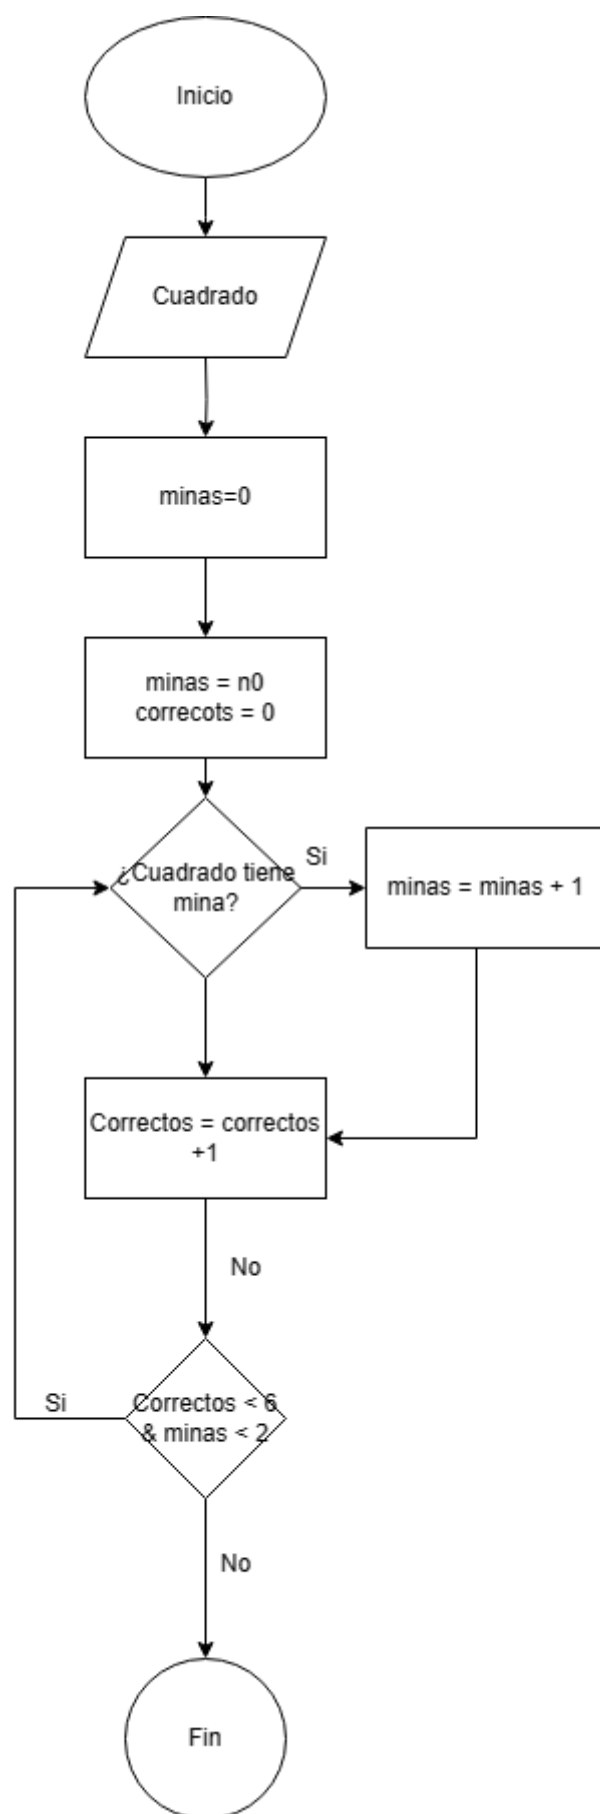 Inicio
Cuadrado
minas=0
minas = n0
correcots = 0
¿Cuadrado tiene
mina?
Si
minas = minas + 1
Correctos = correctos
+1
No
Correctos < 6
& minas < 2
Si
No
Fin